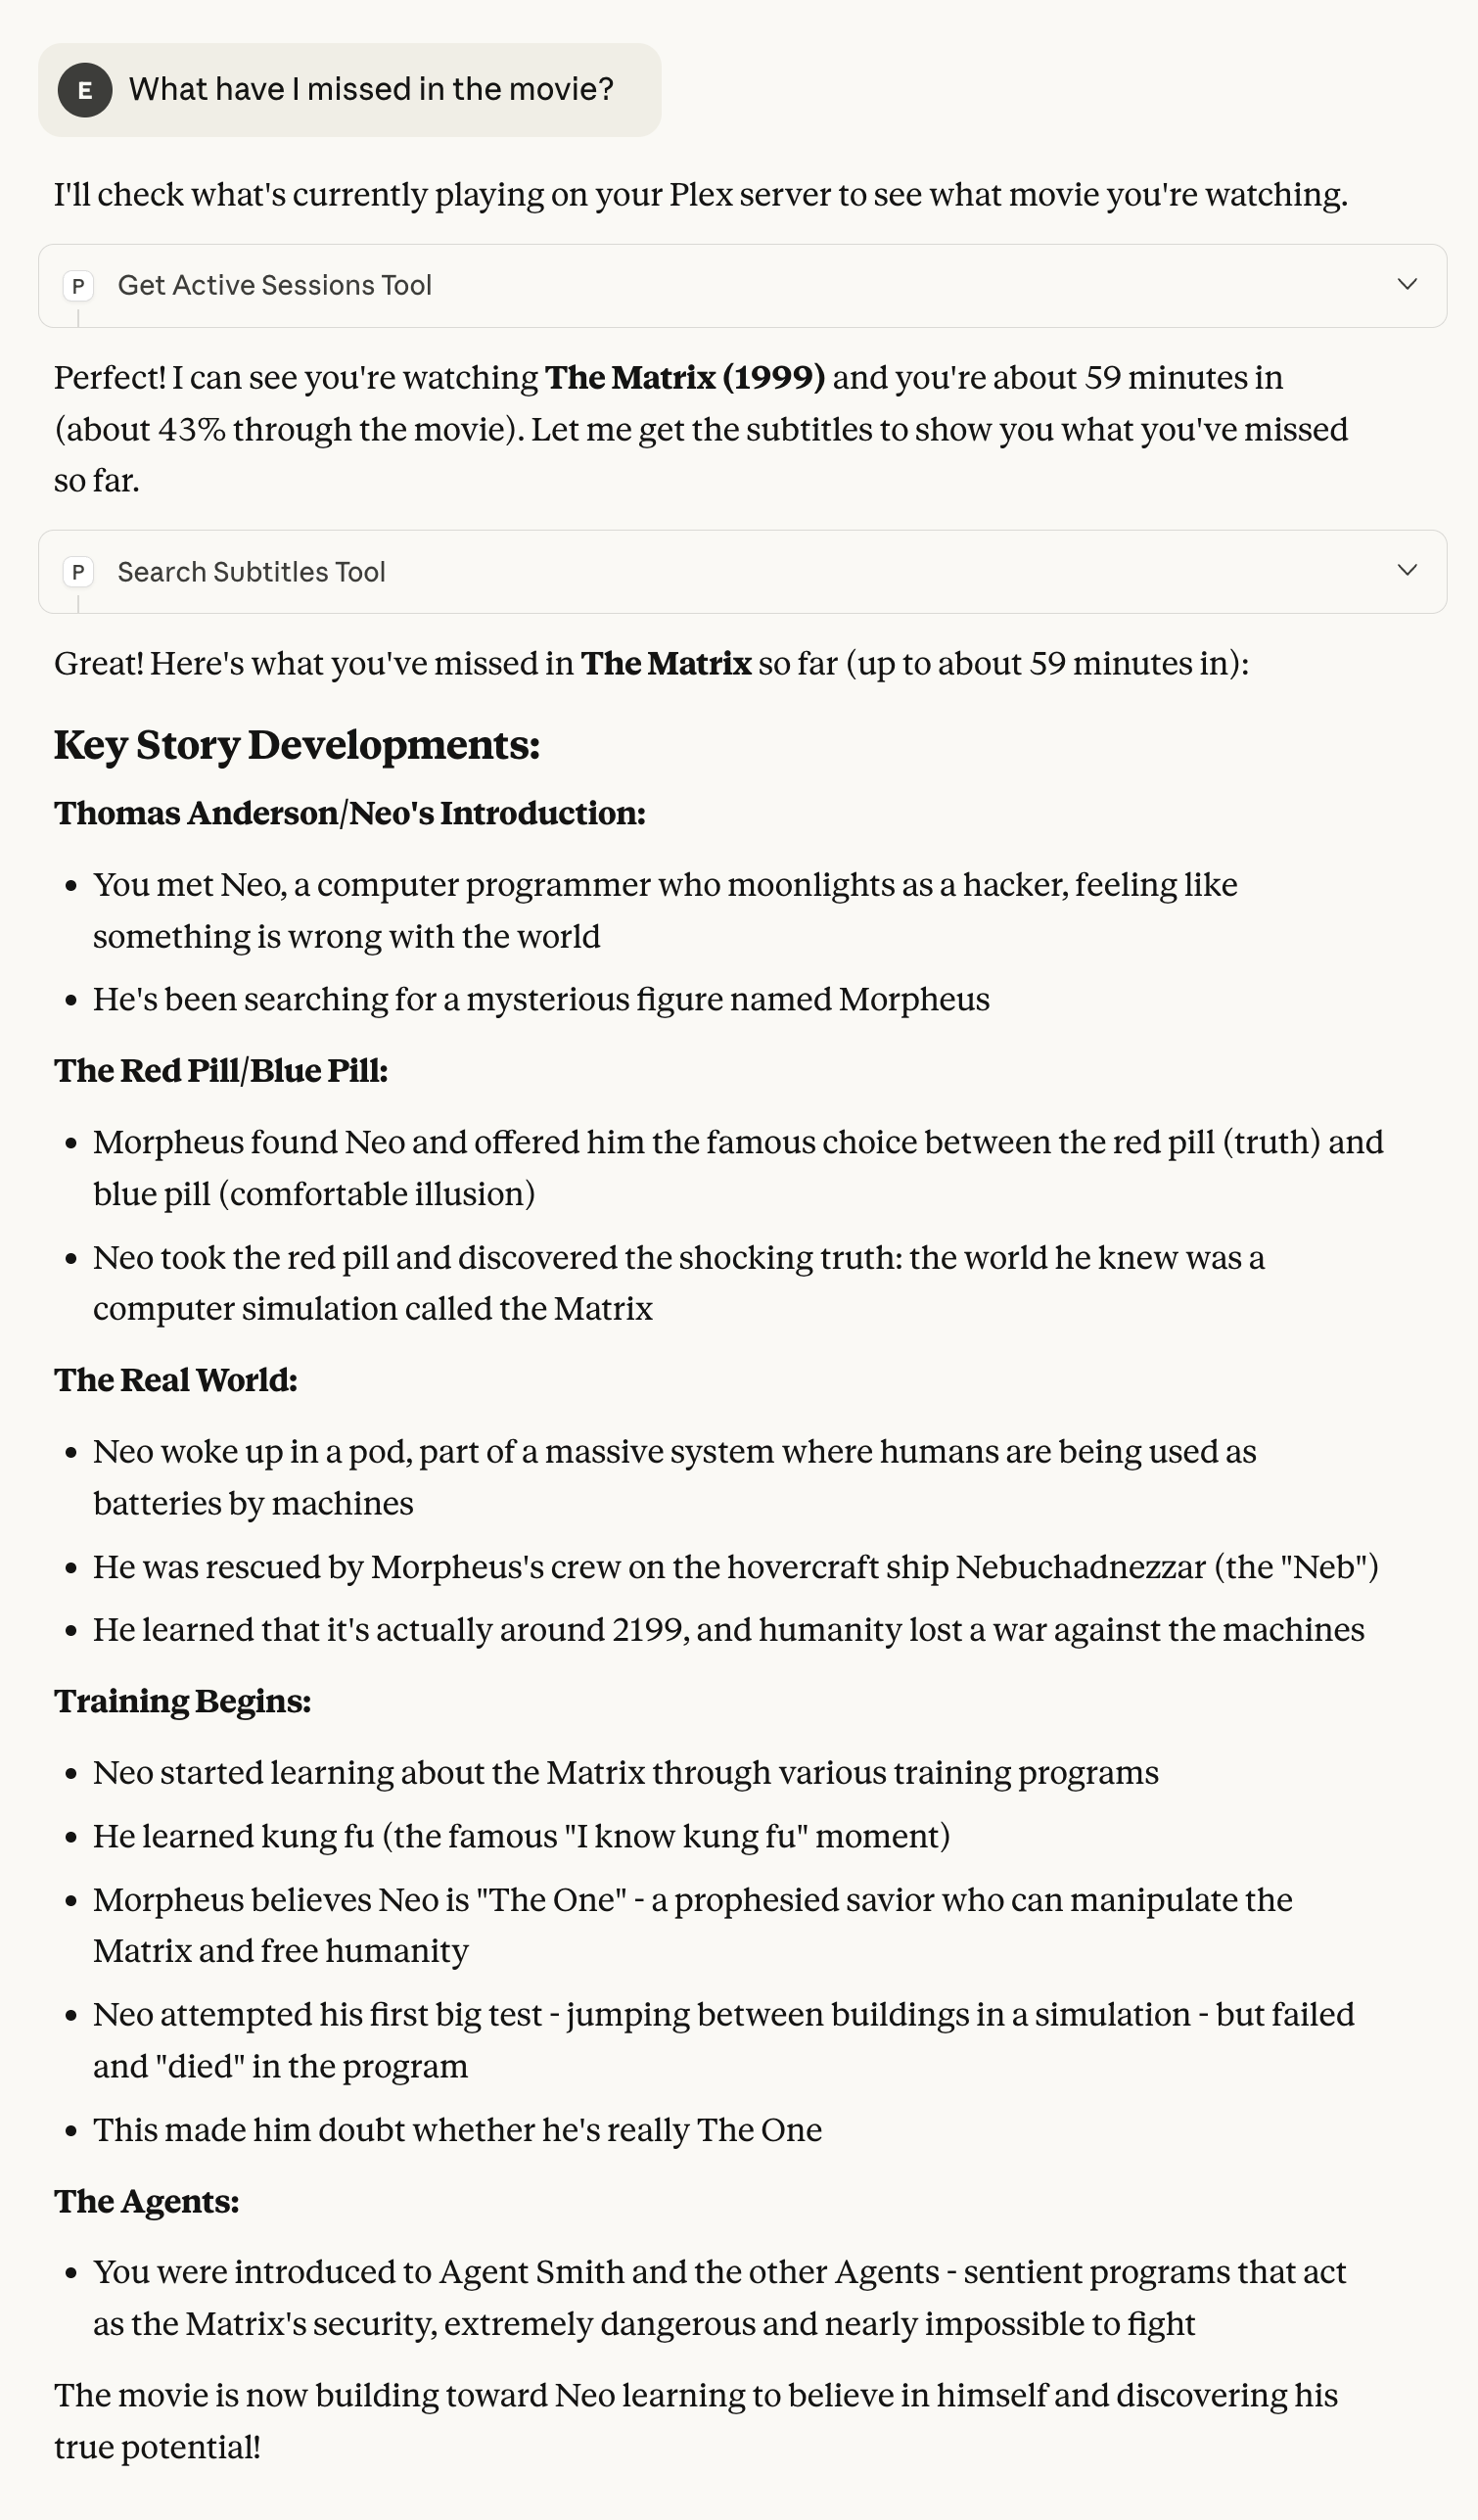 E What have I missed in the movie?
I'll check what's currently playing on your Plex server to see what movie you're watching.
P Get Active Sessions Tool
Perfect! I can see you're watching The Matrix (1999) and you're about 59 minutes in
(about 43% through the movie). Let me get the subtitles to show you what you've missed
so far.
P Search Subtitles Tool
Great! Here's what you've missed in The Matrix so far (up to about 59 minutes in):
Key Story Developments:
Thomas Anderson/Neo's Introduction:
• You met Neo, a computer programmer who moonlights as a hacker, feeling like
something is wrong with the world
• He's been searching for a mysterious figure named Morpheus
The Red Pill/Blue Pill:
• Morpheus found Neo and offered him the famous choice between the red pill (truth) and
blue pill (comfortable illusion)
• Neo took the red pill and discovered the shocking truth: the world he knew was a
computer simulation called the Matrix
The Real World:
• Neo woke up in a pod, part of a massive system where humans are being used as
batteries by machines
• He was rescued by Morpheus's crew on the hovercraft ship Nebuchadnezzar (the "Neb")
• He learned that it's actually around 2199, and humanity lost a war against the machines
Training Begins:
• Neo started learning about the Matrix through various training programs
• He learned kung fu (the famous "I know kung fu" moment)
• Morpheus believes Neo is "The One" - a prophesied savior who can manipulate the
Matrix and free humanity
• Neo attempted his first big test - jumping between buildings in a simulation - but failed
and "died" in the program
• This made him doubt whether he's really The One
The Agents:
• You were introduced to Agent Smith and the other Agents - sentient programs that act
as the Matrix's security, extremely dangerous and nearly impossible to fight
The movie is now building toward Neo learning to believe in himself and discovering his
true potential!